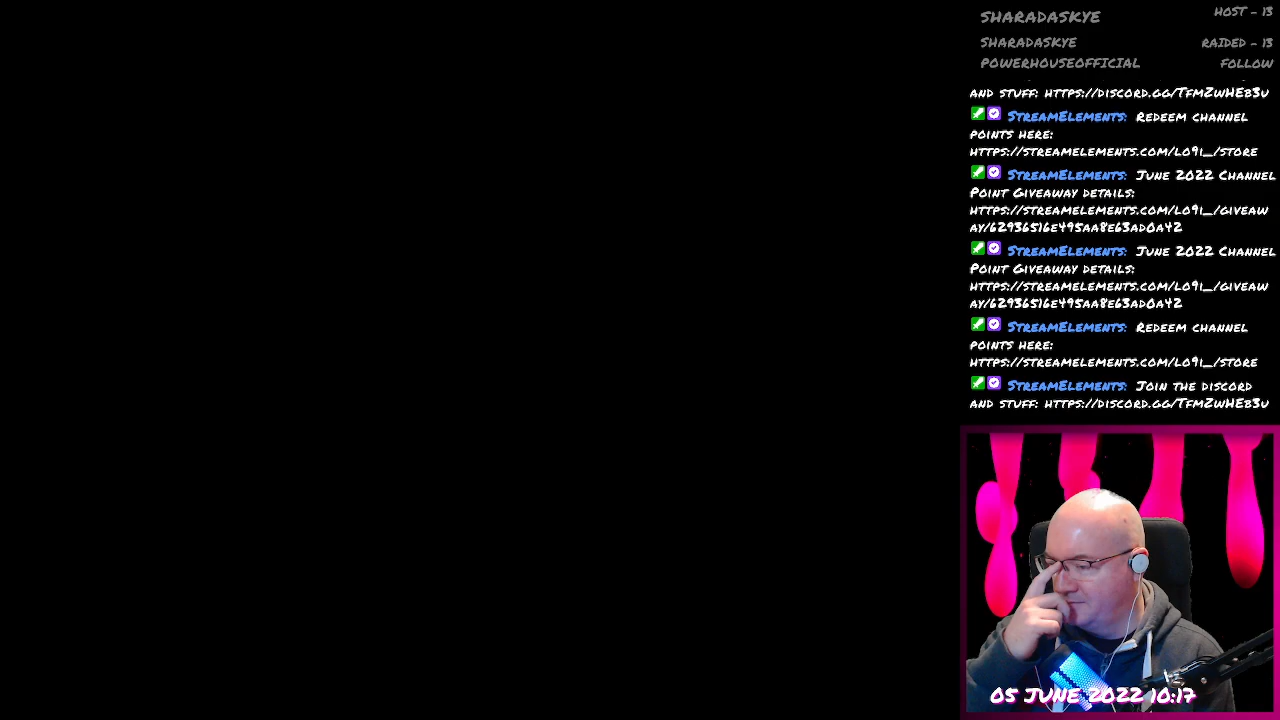 SHARADASKYE HOST - 13
SHARADASKYE RAIDED - 13
POWERHOUSEOFFICIAL FOLLOW
AND STUFF: HTTPS://DISCORD.GG/TFMZWHEB3U
STREAMELEMENTS: REDEEM CHANNEL
POINTS HERE:
HTTPS://STREAMELEMENTS.COM/LO9I_/STORE
STREAMELEMENTS: JUNE 2022 CHANNEL
POINT GIVEAWAY DETAILS:
HTTPS://STREAMELEMENTS.COM/LO9I_/GIVEAW
AY/62936516E495AA8E63AD0A42
STREAMELEMENTS: JUNE 2022 CHANNEL
POINT GIVEAWAY DETAILS:
HTTPS://STREAMELEMENTS.COM/LO9I_/GIVEAW
AY/62936516E495AA8E63AD0A42
STREAMELEMENTS: REDEEM CHANNEL
POINTS HERE:
HTTPS://STREAMELEMENTS.COM/LO9I_/STORE
STREAMELEMENTS: JOIN THE DISCORD
AND STUFF: HTTPS://DISCORD.GG/TFMZWHEB3U
05 JUNE 2022 10:17